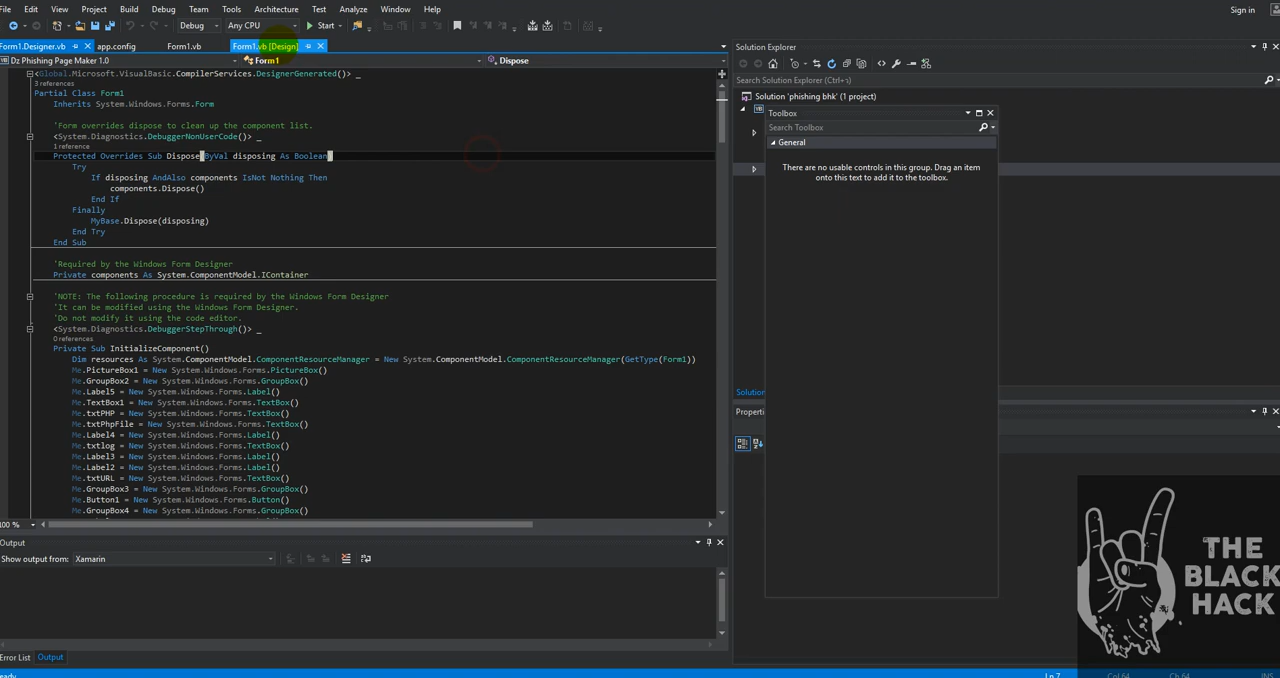 File Edit View Project Build Debug Team Tools Architecture Test Analyze Window Help Sign in
Debug Any CPU Start
Form1.Designer.vb app.config Form1.vb Form1.vb [Design]
Dz Phishing Page Maker 1.0 Form1 Dispose
<Global.Microsoft.VisualBasic.CompilerServices.DesignerGenerated()> _
3 references
Partial Class Form1
Inherits System.Windows.Forms.Form
'Form overrides dispose to clean up the component list.
<System.Diagnostics.DebuggerNonUserCode()> _
1 reference
Protected Overrides Sub Dispose(ByVal disposing As Boolean)
Try
If disposing AndAlso components IsNot Nothing Then
components.Dispose()
End If
Finally
MyBase.Dispose(disposing)
End Try
End Sub
'Required by the Windows Form Designer
Private components As System.ComponentModel.IContainer
'NOTE: The following procedure is required by the Windows Form Designer
'It can be modified using the Windows Form Designer.
'Do not modify it using the code editor.
<System.Diagnostics.DebuggerStepThrough()> _
0 references
Private Sub InitializeComponent()
Dim resources As System.ComponentModel.ComponentResourceManager = New System.ComponentModel.ComponentResourceManager(GetType(Form1))
Me.PictureBox1 = New System.Windows.Forms.PictureBox()
Me.GroupBox2 = New System.Windows.Forms.GroupBox()
Me.Label5 = New System.Windows.Forms.Label()
Me.TextBox1 = New System.Windows.Forms.TextBox()
Me.txtPHP = New System.Windows.Forms.TextBox()
Me.txtPhpFile = New System.Windows.Forms.TextBox()
Me.Label4 = New System.Windows.Forms.Label()
Me.txtlog = New System.Windows.Forms.TextBox()
Me.Label3 = New System.Windows.Forms.Label()
Me.Label2 = New System.Windows.Forms.Label()
Me.txtURL = New System.Windows.Forms.TextBox()
Me.GroupBox3 = New System.Windows.Forms.GroupBox()
Me.Button1 = New System.Windows.Forms.Button()
Me.GroupBox4 = New System.Windows.Forms.GroupBox()
100 %
Output
Show output from: Xamarin
Error List Output
Solution Explorer
Search Solution Explorer (Ctrl+;)
Solution 'phishing bhk' (1 project)
VB
Toolbox
Search Toolbox
General
There are no usable controls in this group. Drag an item
onto this text to add it to the toolbox.
Solution
Properti
THE
BLACK
HACK
Ready Ln 7 Col 64 Ch 64 INS